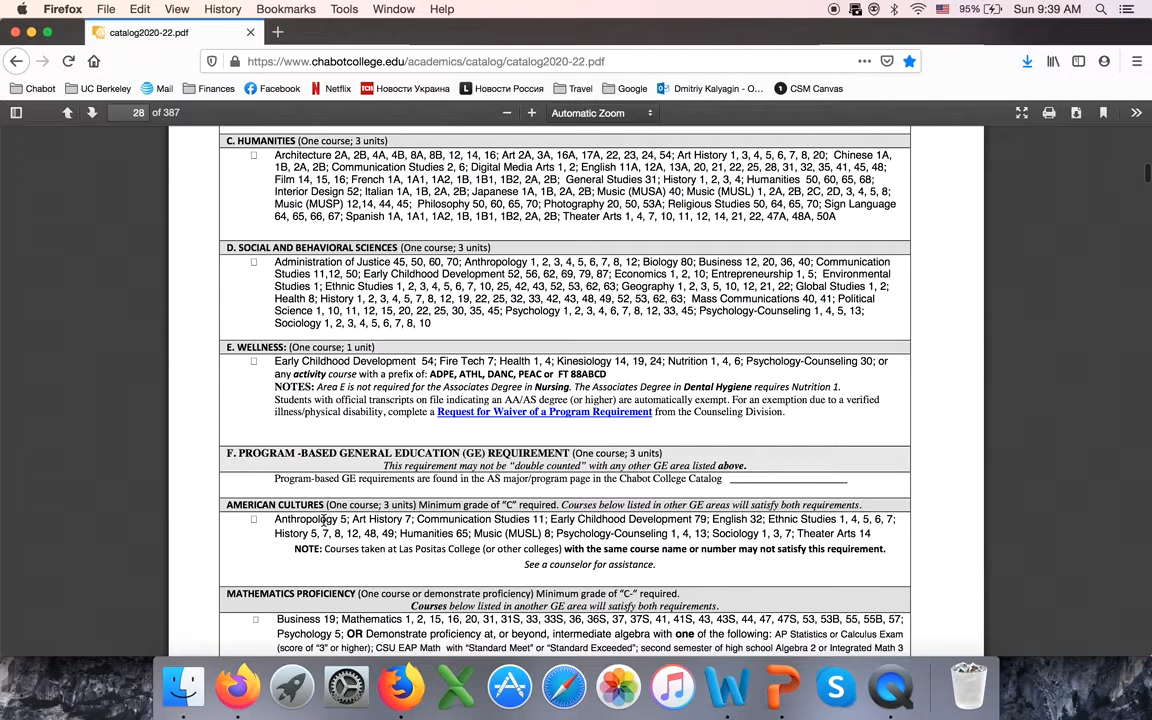 Firefox File Edit View History Bookmarks Tools Window Help 95% Sun 9:39 AM
catalog2020-22.pdf
https://www.chabotcollege.edu/academics/catalog/catalog2020-22.pdf
Chabot UC Berkeley Mail Finances Facebook Netflix Новости Украина Новости Россия Travel Google Dmitriy Kalyagin - O... CSM Canvas
28 of 387 Automatic Zoom
C. HUMANITIES (One course; 3 units)
Architecture 2A, 2B, 4A, 4B, 8A, 8B, 12, 14, 16; Art 2A, 3A, 16A, 17A, 22, 23, 24, 54; Art History 1, 3, 4, 5, 6, 7, 8, 20; Chinese 1A,
1B, 2A, 2B; Communication Studies 2, 6; Digital Media Arts 1, 2; English 11A, 12A, 13A, 20, 21, 22, 25, 28, 31, 32, 35, 41, 45, 48;
Film 14, 15, 16; French 1A, 1A1, 1A2, 1B, 1B1, 1B2, 2A, 2B; General Studies 31; History 1, 2, 3, 4; Humanities 50, 60, 65, 68;
Interior Design 52; Italian 1A, 1B, 2A, 2B; Japanese 1A, 1B, 2A, 2B; Music (MUSA) 40; Music (MUSL) 1, 2A, 2B, 2C, 2D, 3, 4, 5, 8;
Music (MUSP) 12,14, 44, 45; Philosophy 50, 60, 65, 70; Photography 20, 50, 53A; Religious Studies 50, 64, 65, 70; Sign Language
64, 65, 66, 67; Spanish 1A, 1A1, 1A2, 1B, 1B1, 1B2, 2A, 2B; Theater Arts 1, 4, 7, 10, 11, 12, 14, 21, 22, 47A, 48A, 50A
D. SOCIAL AND BEHAVIORAL SCIENCES (One course; 3 units)
Administration of Justice 45, 50, 60, 70; Anthropology 1, 2, 3, 4, 5, 7, 8, 12; Biology 80; Business 12, 20, 36, 40; Communication
Studies 11,12, 50; Early Childhood Development 52, 56, 62, 69, 79, 87; Economics 1, 2, 10; Entrepreneurship 1, 5; Environmental
Studies 1; Ethnic Studies 1, 2, 3, 4, 5, 6, 7, 10, 25, 42, 43, 52, 53, 62, 63; Geography 1, 2, 3, 5, 10, 12, 21, 22; Global Studies 1, 2;
Health 8; History 1, 2, 3, 4, 5, 7, 8, 12, 19, 22, 25, 32, 33, 42, 43, 48, 49, 52, 53, 62, 63; Mass Communications 40, 41; Political
Science 1, 10, 11, 12, 15, 20, 22, 25, 30, 35, 45; Psychology 1, 2, 3, 4, 6, 7, 8, 12, 33, 45; Psychology-Counseling 1, 4, 5, 13;
Sociology 1, 2, 3, 4, 5, 6, 7, 8, 10
E. WELLNESS: (One course; 1 unit)
Early Childhood Development 54; Fire Tech 7; Health 1, 4; Kinesiology 14, 19, 24; Nutrition 1, 4, 6; Psychology-Counseling 30; or
any activity course with a prefix of: ADPE, ATHL, DANC, PEAC or FT 88ABCD
NOTES: Area E is not required for the Associates Degree in Nursing. The Associates Degree in Dental Hygiene requires Nutrition 1.
Students with official transcripts on file indicating an AA/AS degree (or higher) are automatically exempt. For an exemption due to a verified
illness/physical disability, complete a Request for Waiver of a Program Requirement from the Counseling Division.
F. PROGRAM -BASED GENERAL EDUCATION (GE) REQUIREMENT (One course; 3 units)
This requirement may not be “double counted” with any other GE area listed above.
Program-based GE requirements are found in the AS major/program page in the Chabot College Catalog
AMERICAN CULTURES (One course; 3 units) Minimum grade of “C” required. Courses below listed in other GE areas will satisfy both requirements.
Anthropology 5; Art History 7; Communication Studies 11; Early Childhood Development 79; English 32; Ethnic Studies 1, 4, 5, 6, 7;
History 5, 7, 8, 12, 48, 49; Humanities 65; Music (MUSL) 8; Psychology-Counseling 1, 4, 13; Sociology 1, 3, 7; Theater Arts 14
NOTE: Courses taken at Las Positas College (or other colleges) with the same course name or number may not satisfy this requirement.
See a counselor for assistance.
MATHEMATICS PROFICIENCY (One course or demonstrate proficiency) Minimum grade of “C-” required.
Courses below listed in another GE area will satisfy both requirements.
Business 19; Mathematics 1, 2, 15, 16, 20, 31, 31S, 33, 33S, 36, 36S, 37, 37S, 41, 41S, 43, 43S, 44, 47, 47S, 53, 53B, 55, 55B, 57;
Psychology 5; OR Demonstrate proficiency at, or beyond, intermediate algebra with one of the following: AP Statistics or Calculus Exam
(score of “3” or higher); CSU EAP Math with “Standard Meet” or “Standard Exceeded”; second semester of high school Algebra 2 or Integrated Math 3